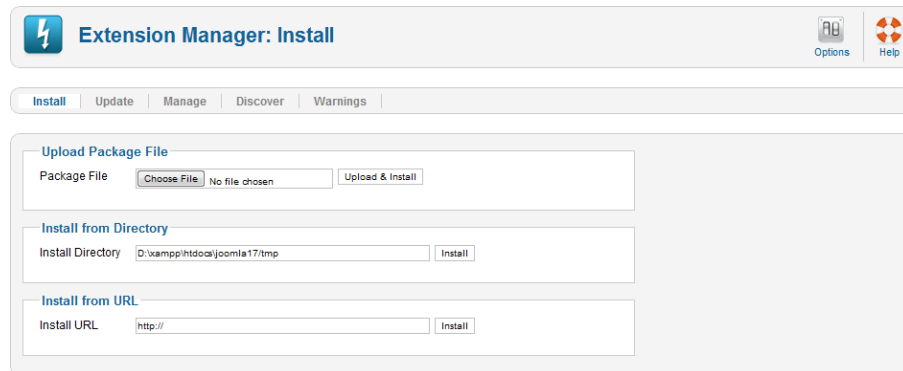 Extension Manager: Install
Options
Help
Install Update Manage Discover Warnings
Upload Package File
Package File Choose File No file chosen Upload & Install
Install from Directory
Install Directory D:\xampp\htdocs\joomla17/tmp Install
Install from URL
Install URL http:// Install